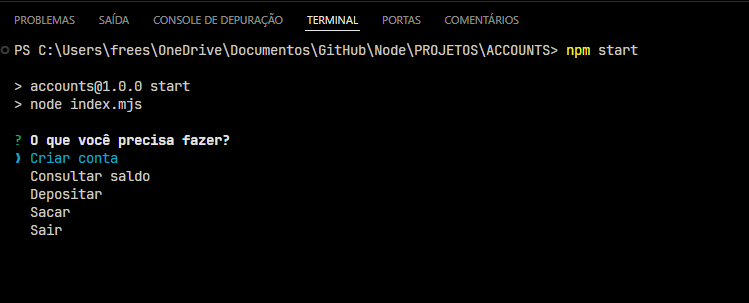 PROBLEMAS SAÍDA CONSOLE DE DEPURAÇÃO TERMINAL PORTAS COMENTÁRIOS
PS C:\Users\frees\OneDrive\Documentos\GitHub\Node\PROJETOS\ACCOUNTS> npm start
> accounts@1.0.0 start
> node index.mjs
? O que você precisa fazer?
❯ Criar conta
Consultar saldo
Depositar
Sacar
Sair